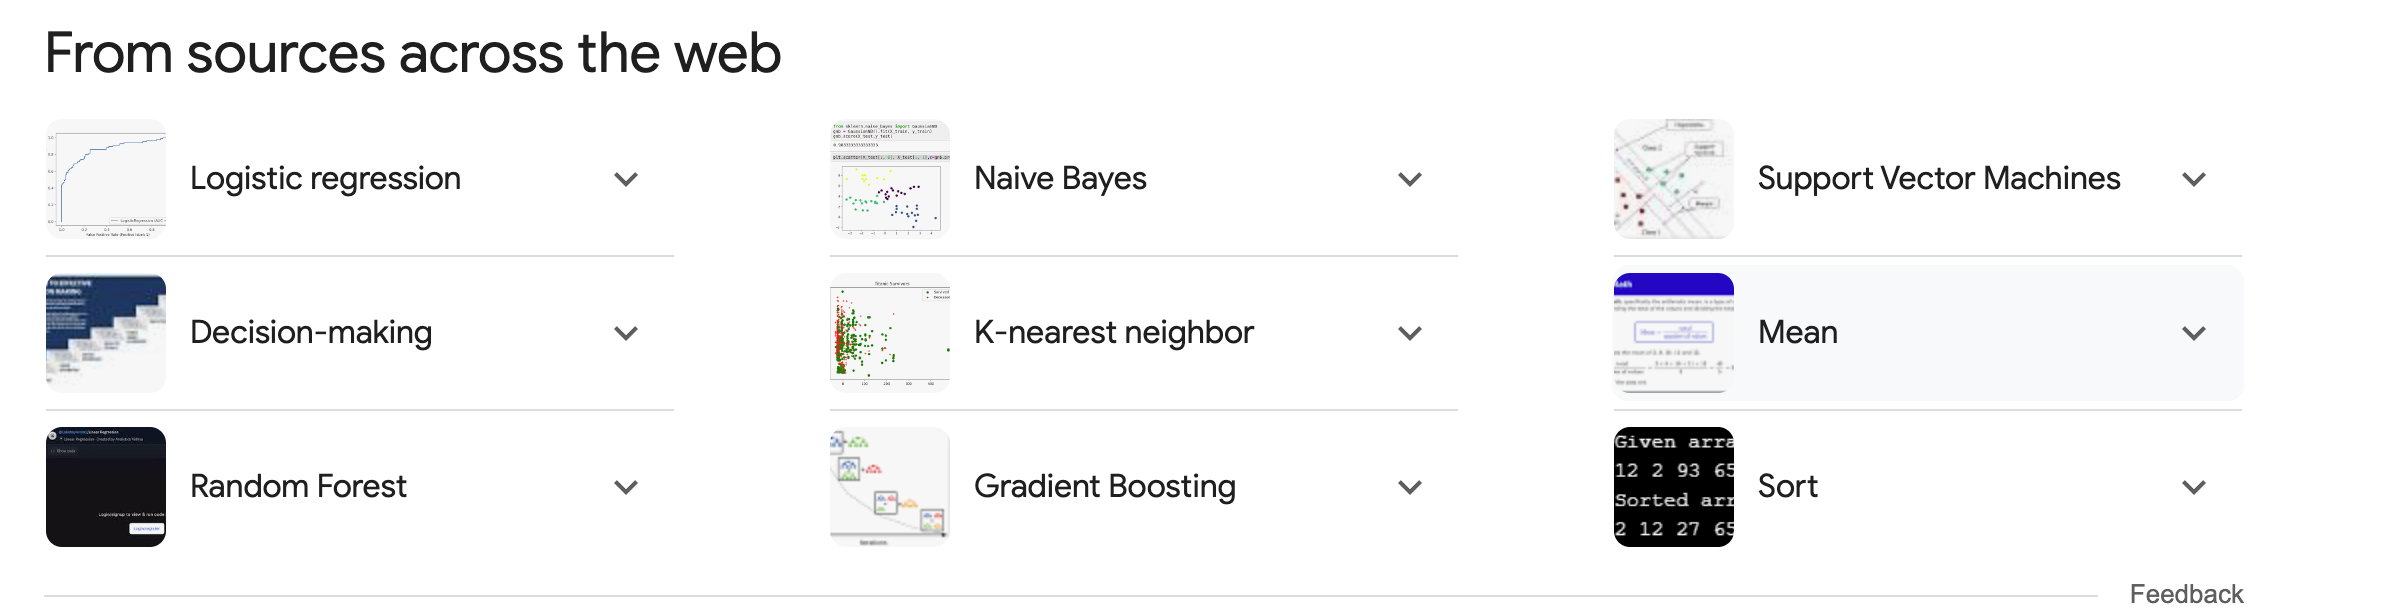 From sources across the web
Logistic regression
Naive Bayes
Support Vector Machines
Decision-making
K-nearest neighbor
Mean
Random Forest
Gradient Boosting
Given arra
12 2 93 65
Sorted arr
2 12 27 65
Sort
Feedback